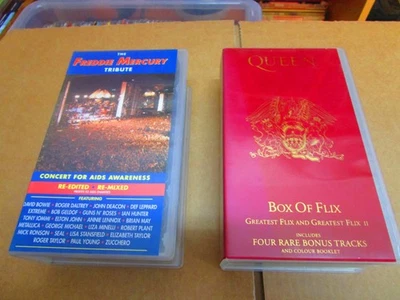 THE
FREDDIE MERCURY
TRIBUTE
CONCERT FOR AIDS AWARENESS
RE-EDITED RE-MIXED
FEATURING
DAVID BOWIE · ROGER DALTREY · JOHN DEACON · DEF LEPPARD
EXTREME · BOB GELDOF · GUNS N' ROSES · IAN HUNTER
TONY IOMMI · ELTON JOHN · ANNIE LENNOX · BRIAN MAY
METALLICA · GEORGE MICHAEL · LIZA MINELLI · ROBERT PLANT
MICK RONSON · SEAL · LISA STANSFIELD · ELIZABETH TAYLOR
ROGER TAYLOR · PAUL YOUNG · ZUCCHERO
QUEEN
BOX OF FLIX
GREATEST FLIX AND GREATEST FLIX II
INCLUDES
FOUR RARE BONUS TRACKS
AND COLOUR BOOKLET